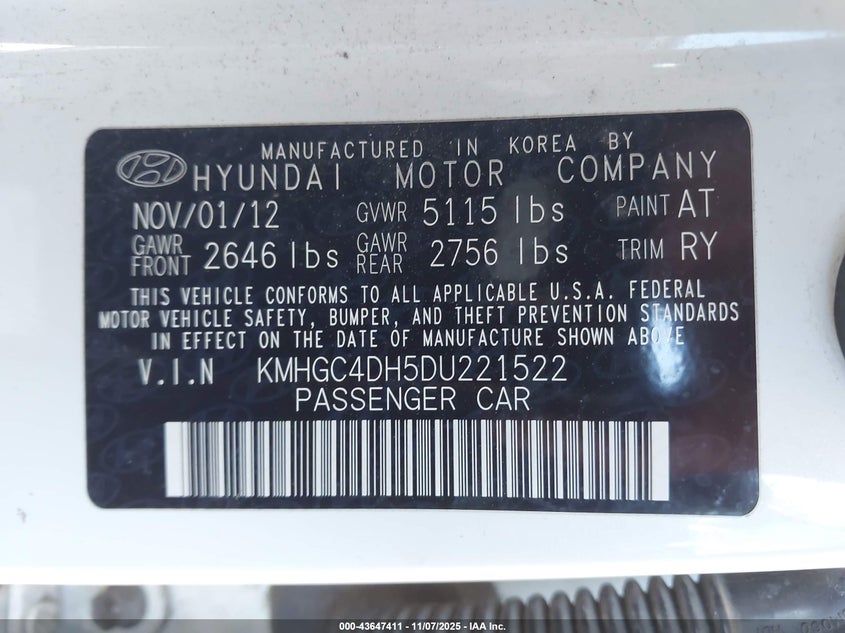 MANUFACTURED IN KOREA BY
HYUNDAI MOTOR COMPANY
NOV/01/12 GVWR 5115 lbs PAINT AT
GAWR FRONT 2646 lbs GAWR REAR 2756 lbs TRIM RY
THIS VEHICLE CONFORMS TO ALL APPLICABLE U.S.A. FEDERAL
MOTOR VEHICLE SAFETY, BUMPER, AND THEFT PREVENTION STANDARDS
IN EFFECT ON THE DATE OF MANUFACTURE SHOWN ABOVE
V.I.N KMHGC4DH5DU221522
PASSENGER CAR
000-43647411 - 11/07/2025 - IAA Inc.